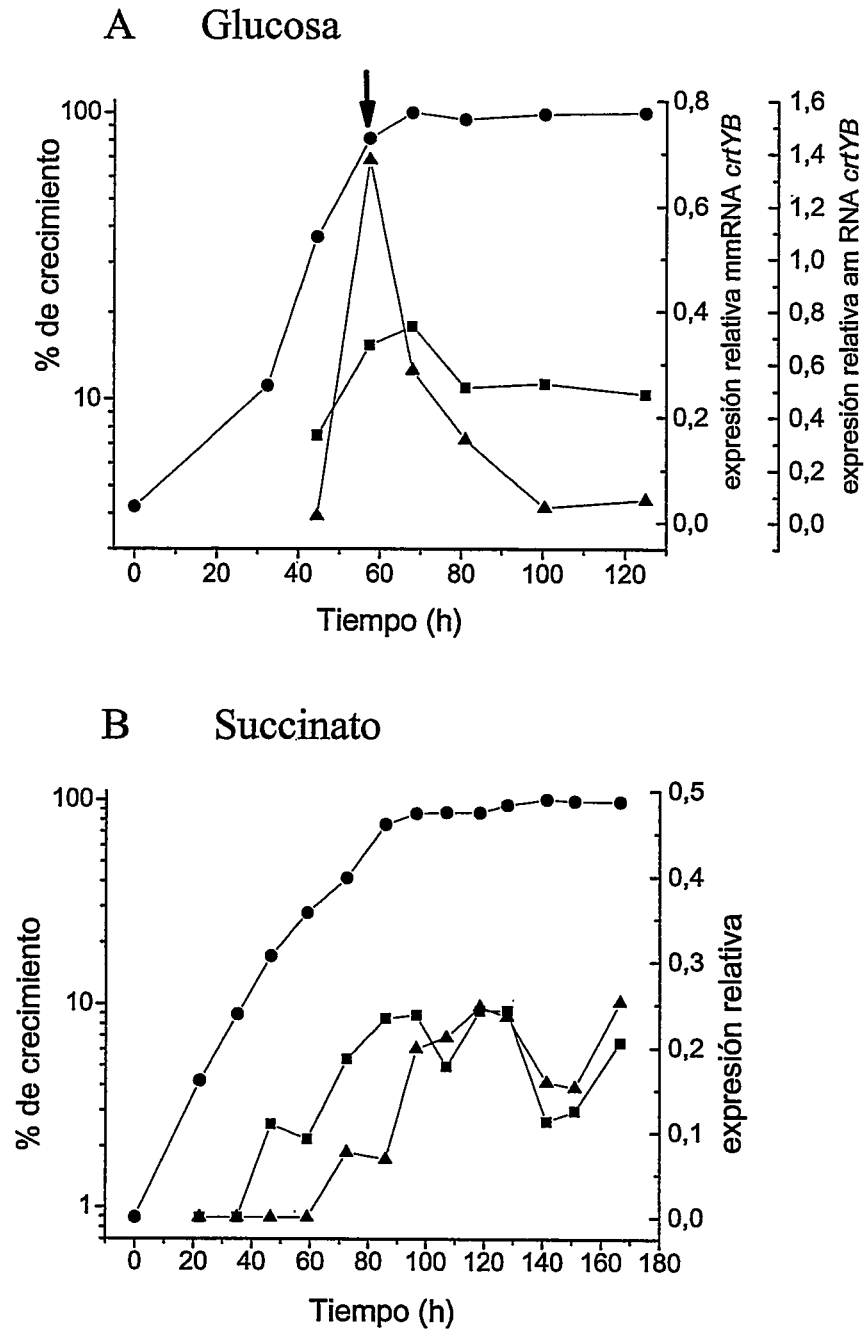 A Glucosa
100
10
% de crecimiento
0 20 40 60 80 100 120
Tiempo (h)
0,8
0,6
0,4
0,2
0,0
expresión relativa mmRNA crtYB
1,6
1,4
1,2
1,0
0,8
0,6
0,4
0,2
0,0
expresión relativa am RNA crtYB
B Succinato
100
10
1
% de crecimiento
0 20 40 60 80 100 120 140 160 180
Tiempo (h)
0,5
0,4
0,3
0,2
0,1
0,0
expresión relativa